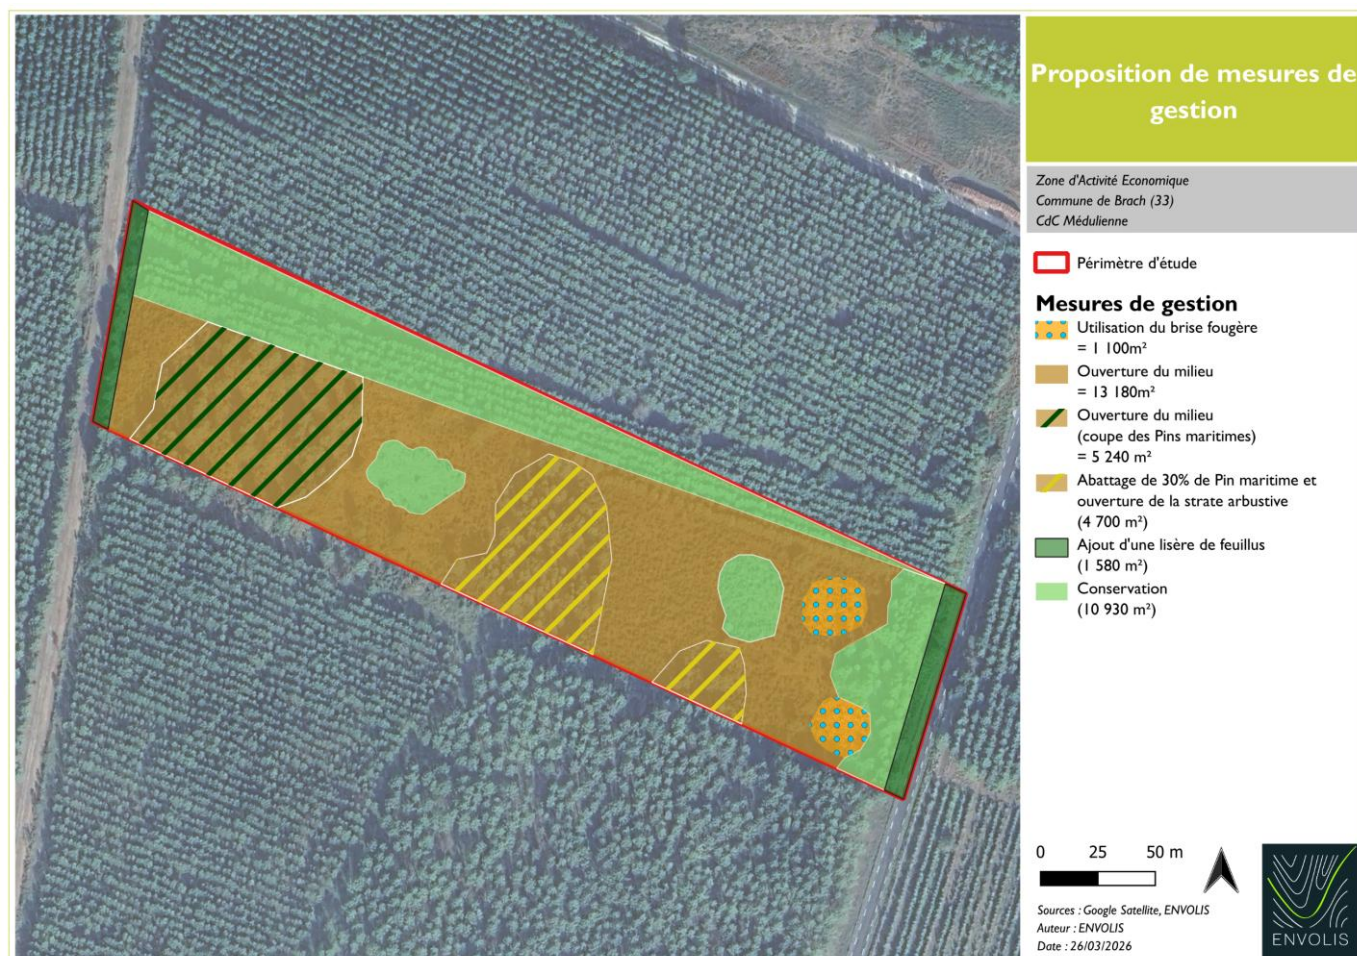 Proposition de mesures de
gestion
Zone d'Activité Economique
Commune de Brach (33)
CdC Médulienne
Périmètre d'étude
Mesures de gestion
Utilisation du brise fougère
= 1 100m²
Ouverture du milieu
= 13 180m²
Ouverture du milieu
(coupe des Pins maritimes)
= 5 240 m²
Abattage de 30% de Pin maritime et
ouverture de la strate arbustive
(4 700 m²)
Ajout d'une lisère de feuillus
(1 580 m²)
Conservation
(10 930 m²)
0 25 50 m
Sources : Google Satellite, ENVOLIS
Auteur : ENVOLIS
Date : 26/03/2026
ENVOLIS